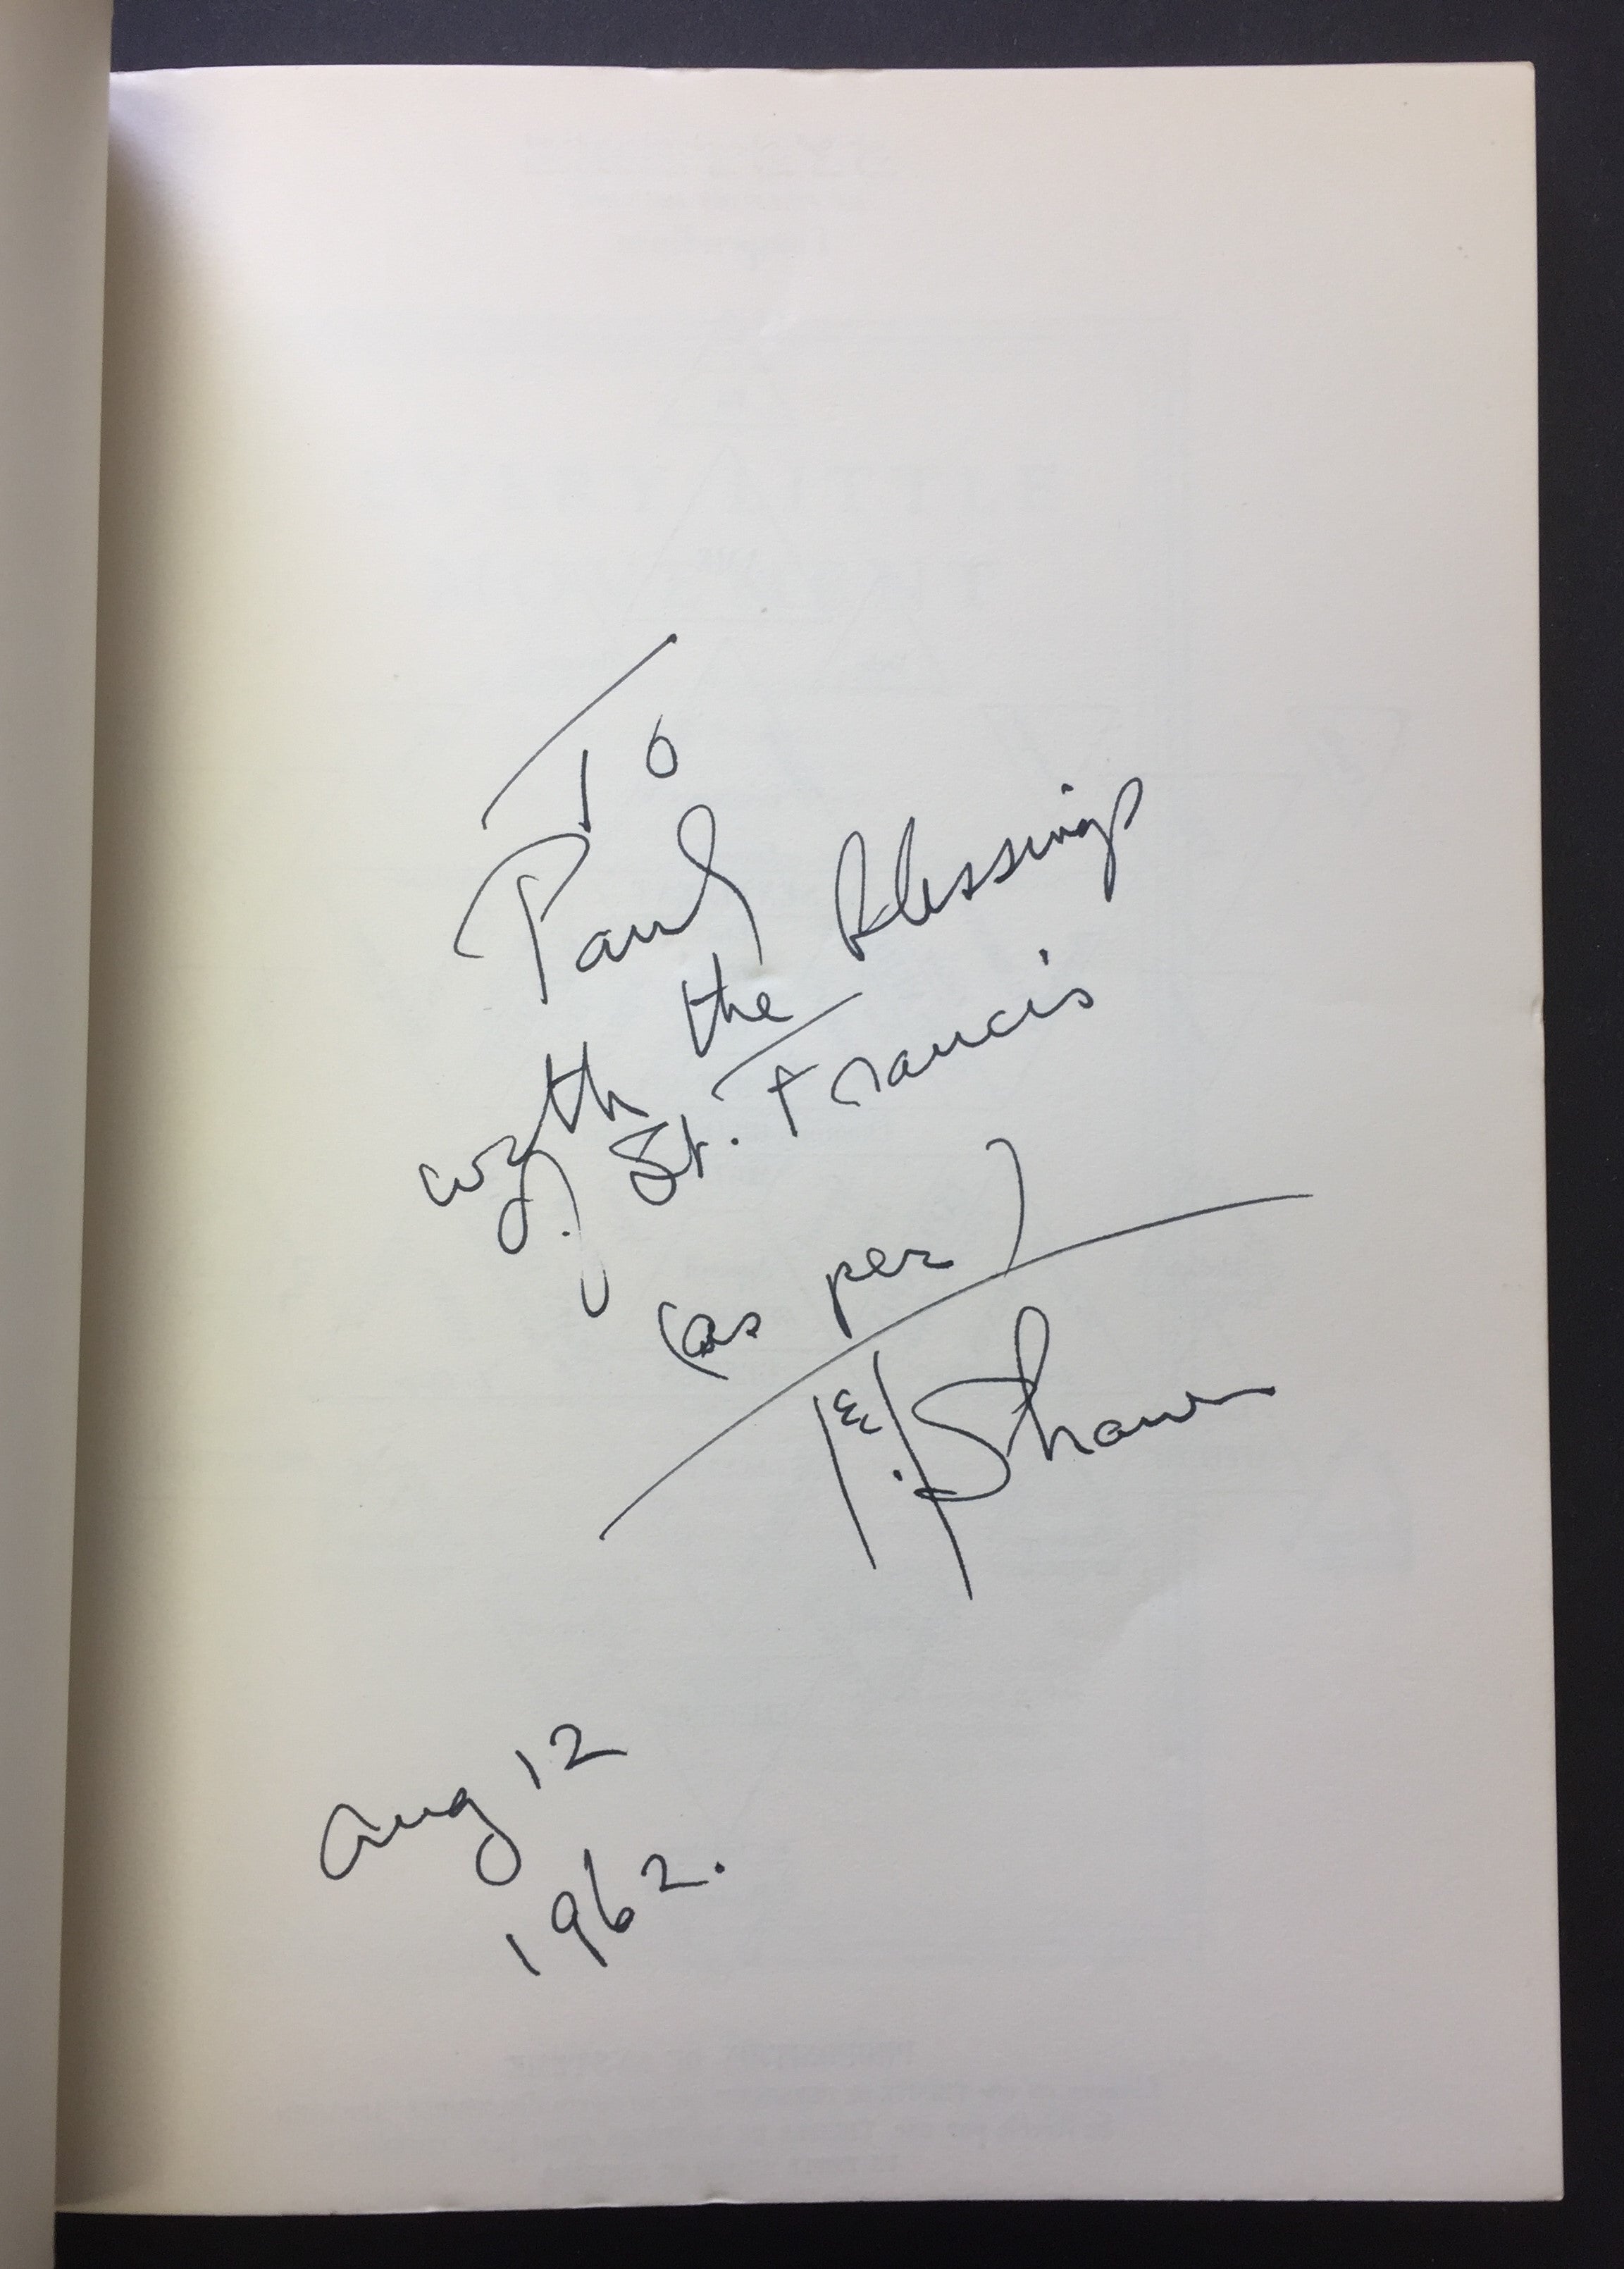 To
Paul
with the Blessings
of St. Francis
(as per)
Shaw
Aug 12
1962.